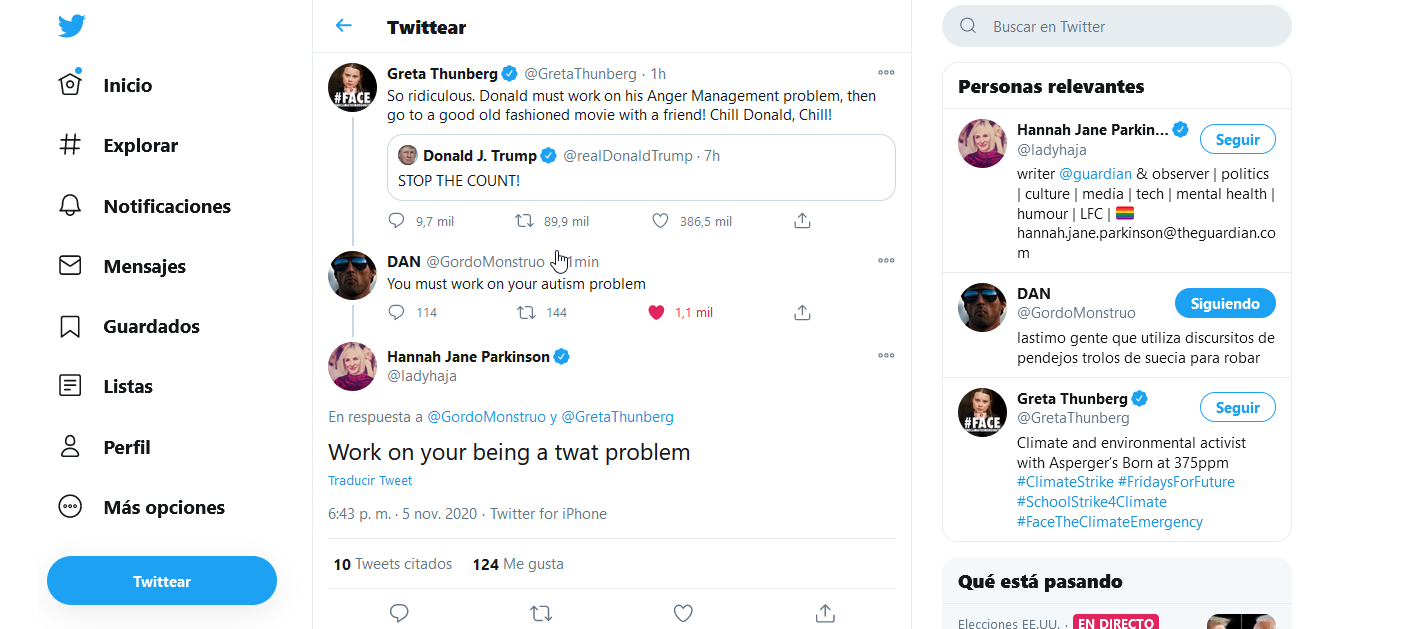 Inicio
Explorar
Notificaciones
Mensajes
Guardados
Listas
Perfil
Más opciones
Twittear
Twittear
Greta Thunberg @GretaThunberg · 1h
So ridiculous. Donald must work on his Anger Management problem, then
go to a good old fashioned movie with a friend! Chill Donald, Chill!
Donald J. Trump @realDonaldTrump · 7h
STOP THE COUNT!
9,7 mil 89,9 mil 386,5 mil
#FACE
DAN @GordoMonstruo 1min
You must work on your autism problem
114 144 1,1 mil
Hannah Jane Parkinson
@ladyhaja
En respuesta a @GordoMonstruo y @GretaThunberg
Work on your being a twat problem
Traducir Tweet
6:43 p. m. · 5 nov. 2020 · Twitter for iPhone
10 Tweets citados 124 Me gusta
Buscar en Twitter
Personas relevantes
Hannah Jane Parkin...
@ladyhaja
Seguir
writer @guardian & observer | politics
| culture | media | tech | mental health |
humour | LFC |
hannah.jane.parkinson@theguardian.co
m
DAN
@GordoMonstruo
Siguiendo
lastimo gente que utiliza discursitos de
pendejos trolos de suecia para robar
Greta Thunberg
@GretaThunberg
Seguir
#FACE
Climate and environmental activist
with Asperger's Born at 375ppm
#ClimateStrike #FridaysForFuture
#SchoolStrike4Climate
#FaceTheClimateEmergency
Qué está pasando
Elecciones EE.UU. · EN DIRECTO